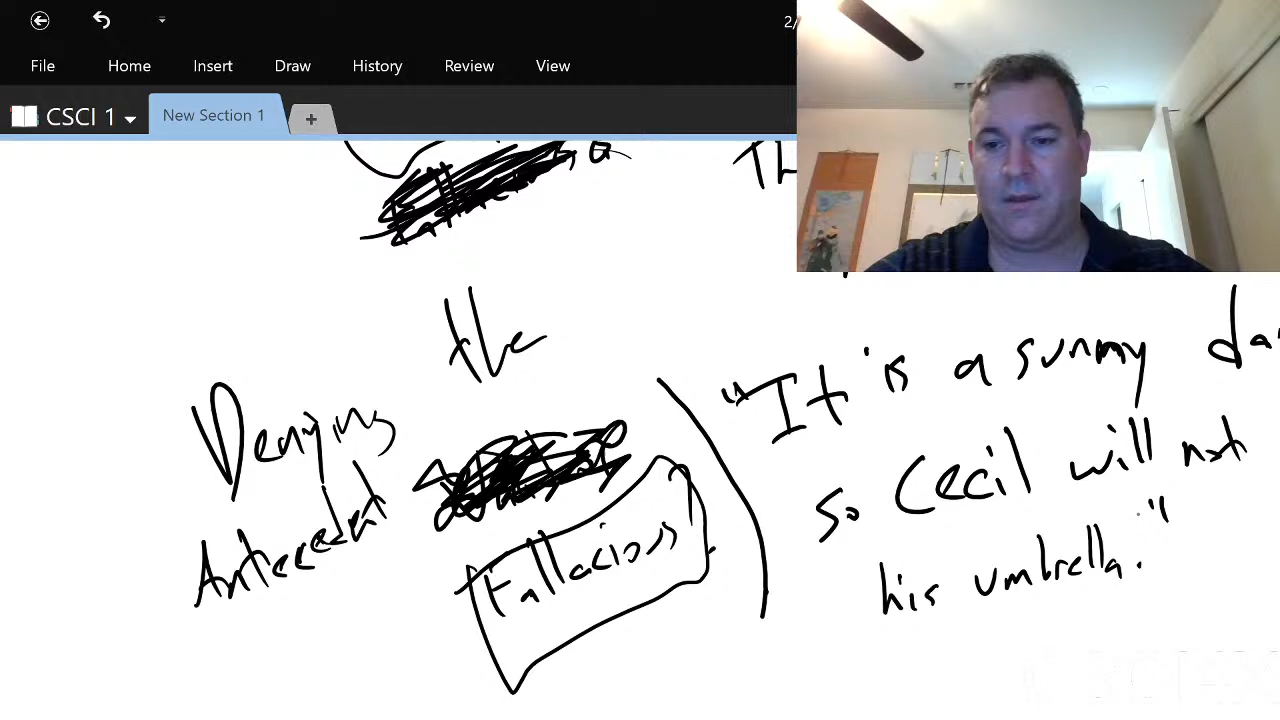 2/
File Home Insert Draw History Review View
CSCI 1 New Section 1 +
the
Denying
Antecedent
Fallacious
"It is a sunny da
so Cecil will not
his umbrella."